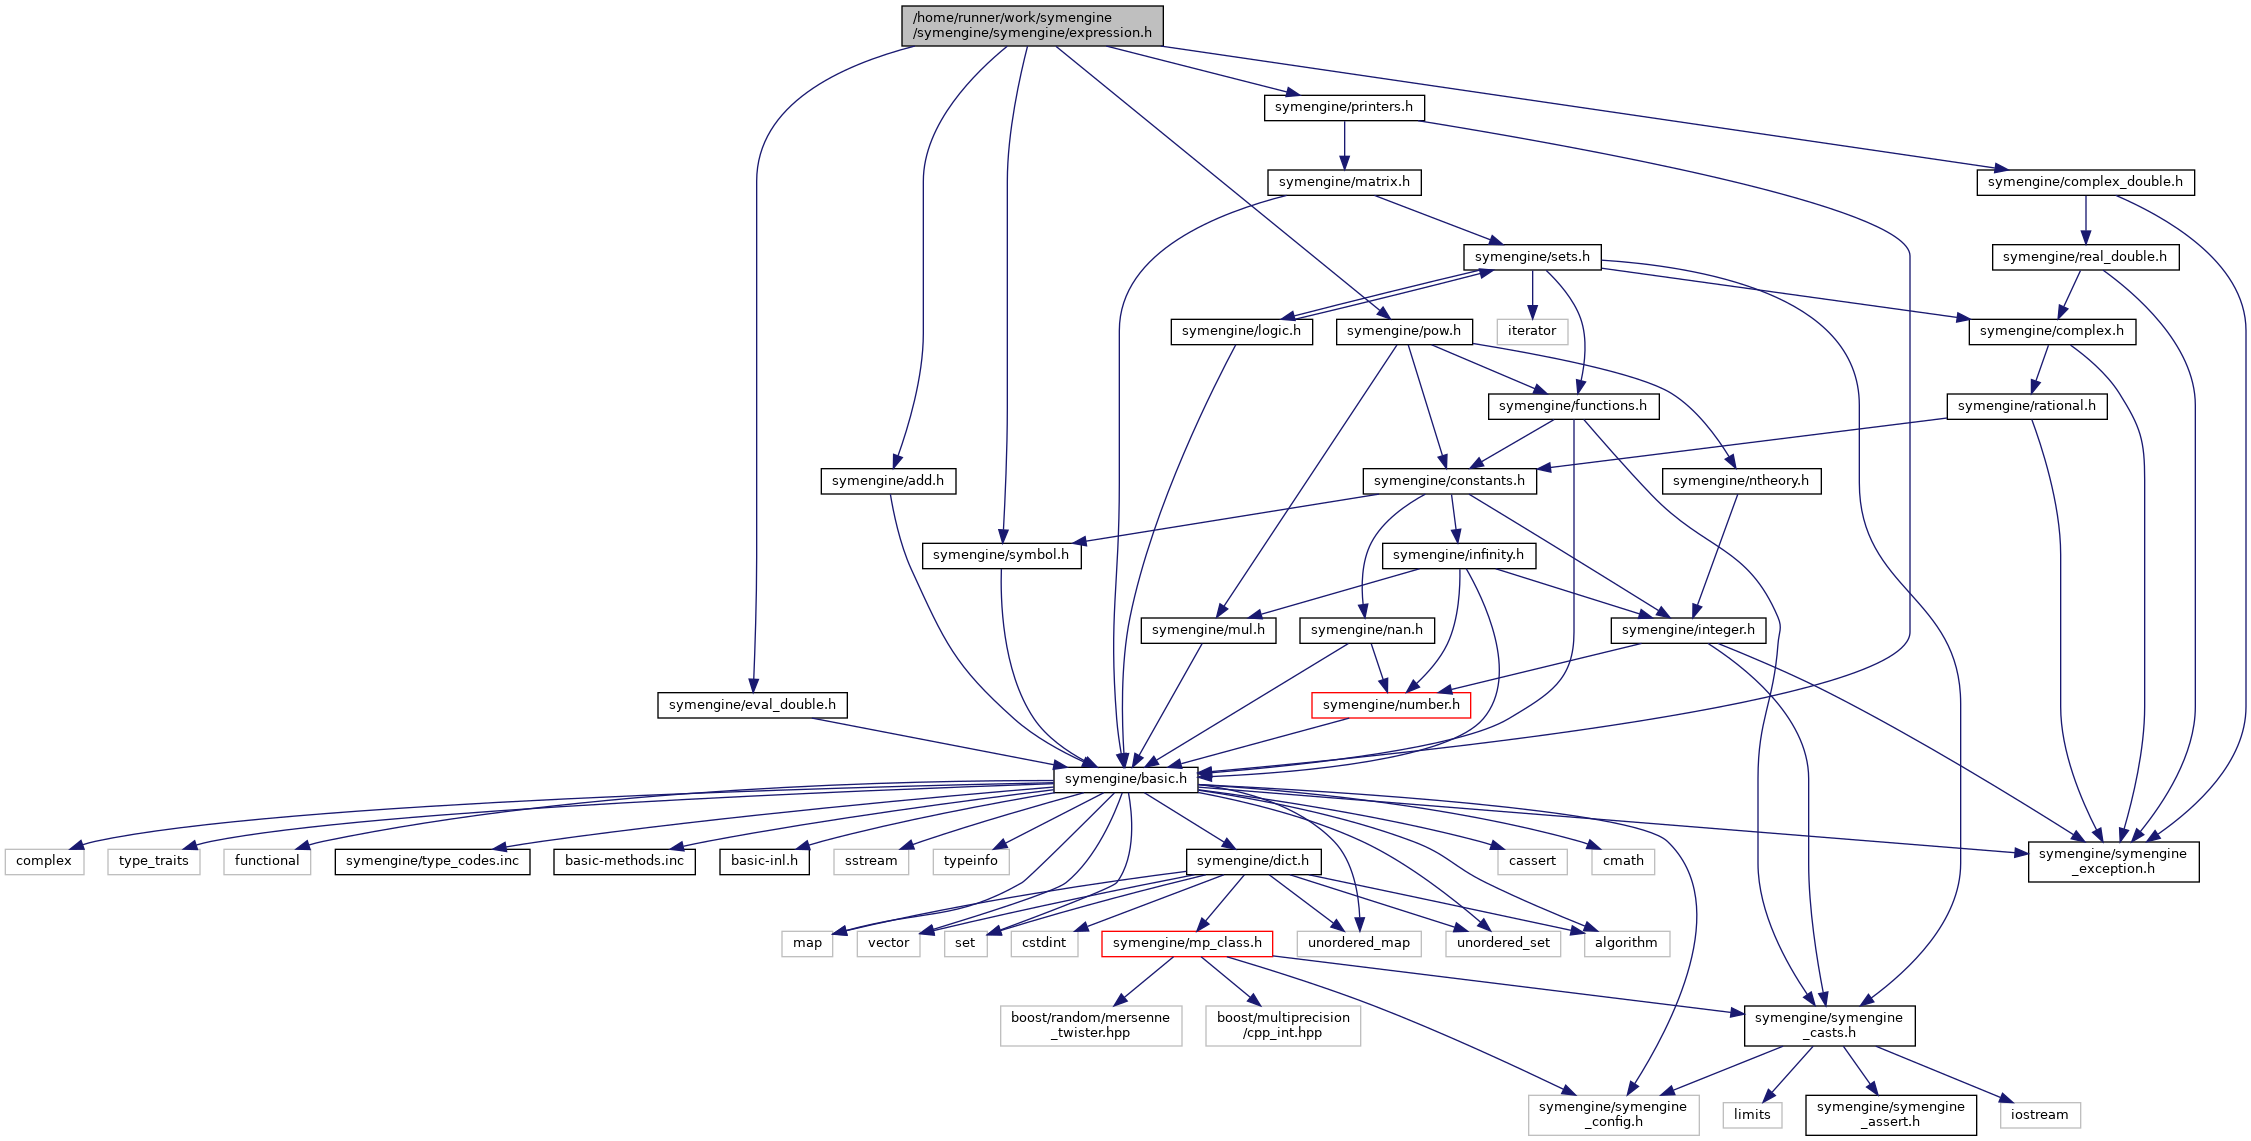 /home/runner/work/symengine
/symengine/symengine/expression.h
symengine/printers.h
symengine/matrix.h
symengine/complex_double.h
symengine/sets.h
symengine/real_double.h
symengine/logic.h
symengine/pow.h
iterator
symengine/complex.h
symengine/functions.h
symengine/rational.h
symengine/add.h
symengine/constants.h
symengine/ntheory.h
symengine/symbol.h
symengine/infinity.h
symengine/mul.h
symengine/nan.h
symengine/integer.h
symengine/eval_double.h
symengine/number.h
symengine/basic.h
complex
type_traits
functional
symengine/type_codes.inc
basic-methods.inc
basic-inl.h
sstream
typeinfo
symengine/dict.h
cassert
cmath
symengine/symengine
_exception.h
map
vector
set
cstdint
symengine/mp_class.h
unordered_map
unordered_set
algorithm
boost/random/mersenne
_twister.hpp
boost/multiprecision
/cpp_int.hpp
symengine/symengine
_casts.h
symengine/symengine
_config.h
limits
symengine/symengine
_assert.h
iostream